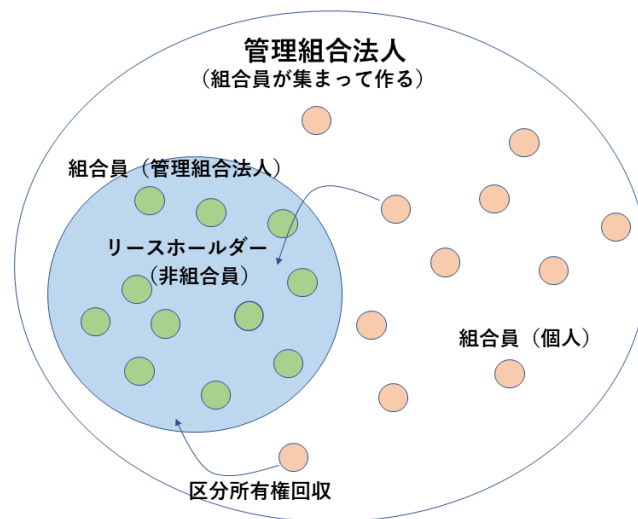 管理組合法人
（組合員が集まって作る）
組合員（管理組合法人）
リースホールダー
（非組合員）
組合員（個人）
区分所有権回収